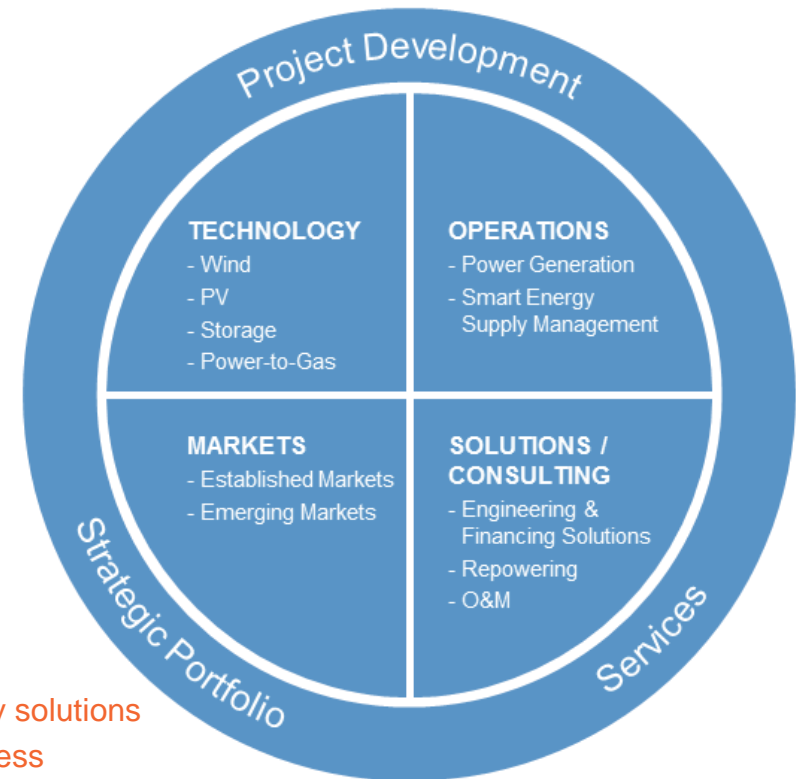 Project Development
TECHNOLOGY
- Wind
- PV
- Storage
- Power-to-Gas
OPERATIONS
- Power Generation
- Smart Energy
Supply Management
MARKETS
- Established Markets
- Emerging Markets
SOLUTIONS /
CONSULTING
- Engineering &
Financing Solutions
- Repowering
- O&M
Strategic Portfolio
Services
solutions